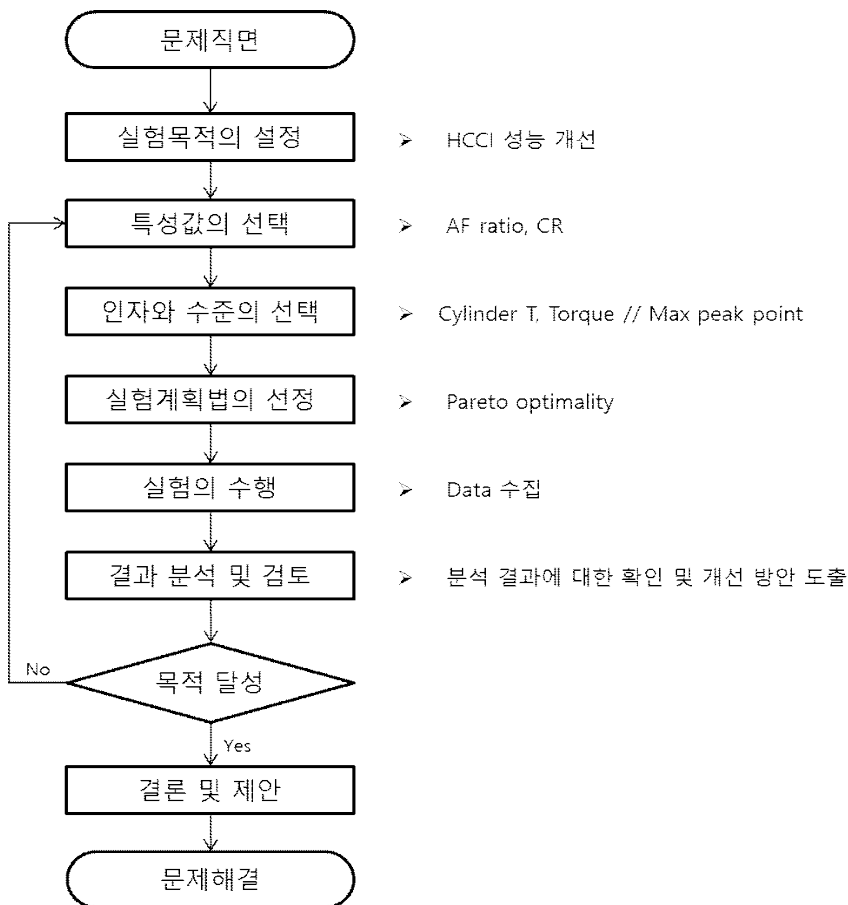 문제직면
실험목적의 설정
➢ HCCI 성능 개선
특성값의 선택
➢ AF ratio, CR
인자와 수준의 선택
➢ Cylinder T, Torque // Max peak point
실험계획법의 선정
➢ Pareto optimality
실험의 수행
➢ Data 수집
결과 분석 및 검토
➢ 분석 결과에 대한 확인 및 개선 방안 도출
No
목적 달성
Yes
결론 및 제안
문제해결